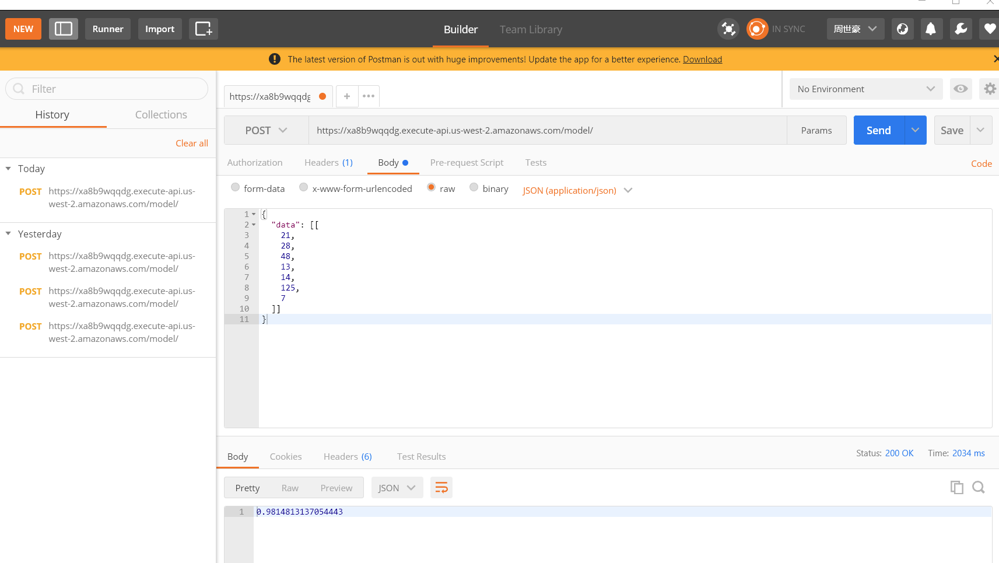 NEW Runner Import Builder Team Library IN SYNC 周世豪
The latest version of Postman is out with huge improvements! Update the app for a better experience. Download
Filter
History Collections
Clear all
Today
POST https://xa8b9wqqdg.execute-api.us-
west-2.amazonaws.com/model/
Yesterday
POST https://xa8b9wqqdg.execute-api.us-
west-2.amazonaws.com/model/
POST https://xa8b9wqqdg.execute-api.us-
west-2.amazonaws.com/model/
POST https://xa8b9wqqdg.execute-api.us-
west-2.amazonaws.com/model/
https://xa8b9wqqdg + ••• No Environment
POST https://xa8b9wqqdg.execute-api.us-west-2.amazonaws.com/model/ Params Send Save
Authorization Headers (1) Body Pre-request Script Tests Code
form-data x-www-form-urlencoded raw binary JSON (application/json)
1 {
2 "data": [[
3 21,
4 28,
5 48,
6 13,
7 14,
8 125,
9 7
10 ]]
11 }
Body Cookies Headers (6) Test Results Status: 200 OK Time: 2034 ms
Pretty Raw Preview JSON
1 0.9814813137054443